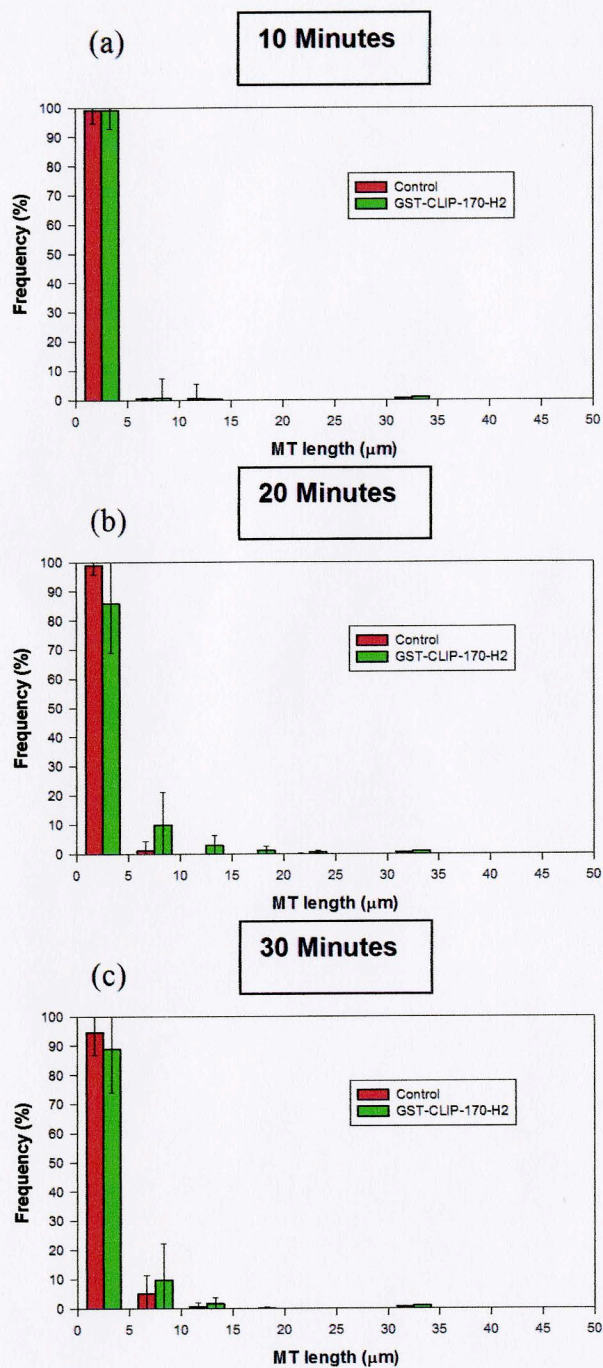 (a)
10 Minutes
100
90
80
70
60
50
40
30
20
10
0
Frequency (%)
Control
GST-CLIP-170-H2
0 5 10 15 20 25 30 35 40 45 50
MT length (μm)
(b)
20 Minutes
100
90
80
70
60
50
40
30
20
10
0
Frequency (%)
Control
GST-CLIP-170-H2
0 5 10 15 20 25 30 35 40 45 50
MT length (μm)
(c)
30 Minutes
100
90
80
70
60
50
40
30
20
10
0
Frequency (%)
Control
GST-CLIP-170-H2
0 5 10 15 20 25 30 35 40 45 50
MT length (μm)